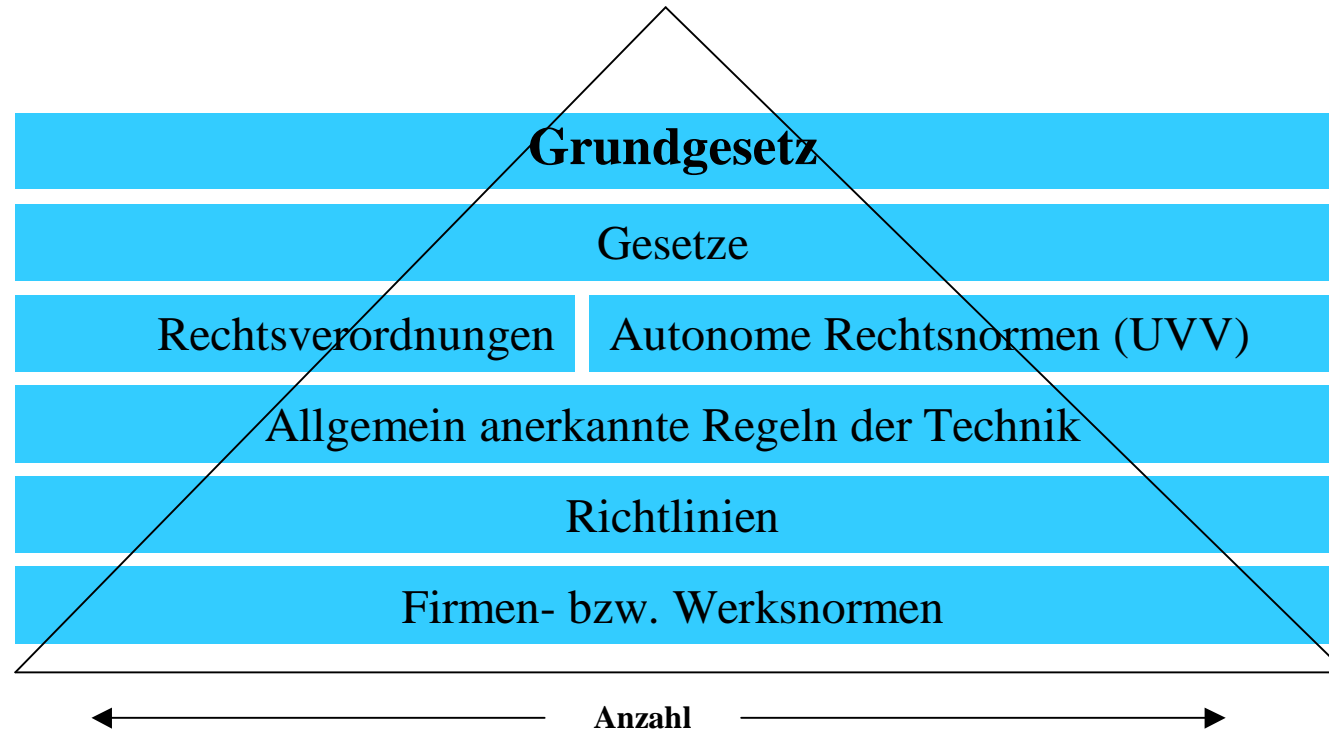 Grundgesetz
Gesetze
Rechtsverordnungen
Autonome Rechtsnormen (UVV)
Allgemein anerkannte Regeln der Technik
Richtlinien
Firmen- bzw. Werksnormen
Anzahl